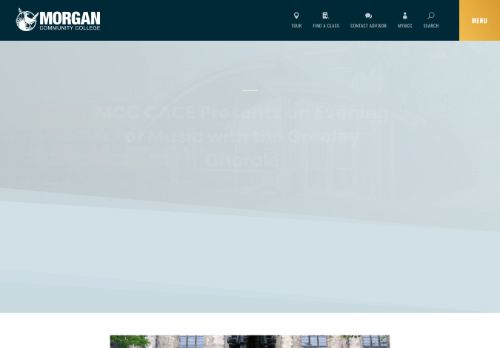 MORGAN
COMMUNITY COLLEGE
TOUR
FIND A CLASS
CONTACT ADVISOR
MYMCC
SEARCH
MENU
MCC CACE Presents an Evening
of Music with the Greeley
Chorale